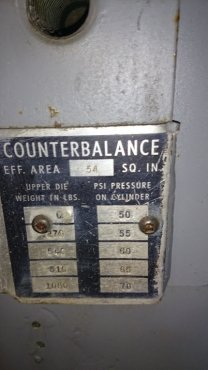 COUNTERBALANCE
EFF. AREA 54 SQ. IN.
UPPER DIE PSI PRESSURE
WEIGHT IN LBS. ON CYLINDER
0 50
270 55
540 60
810 65
1080 70